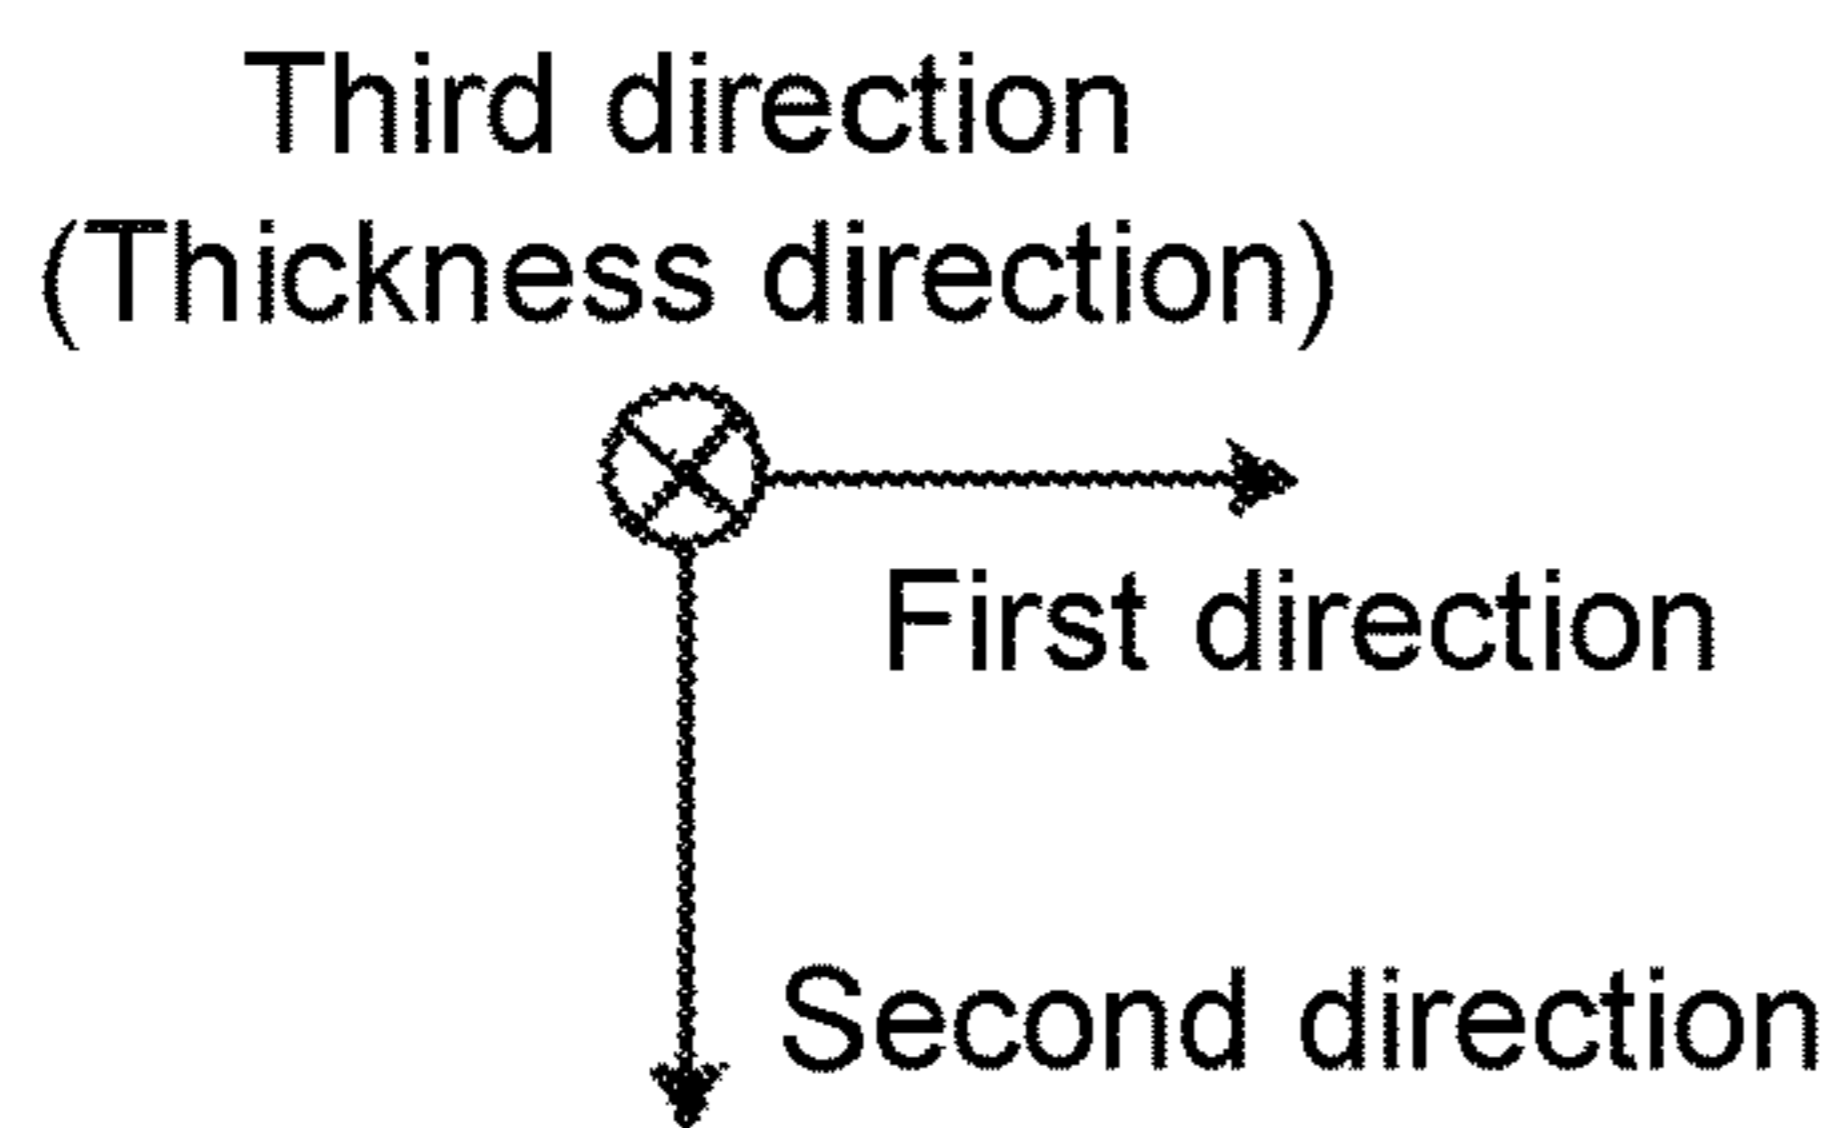 Third direction
(Thickness direction)
First direction
Second direction